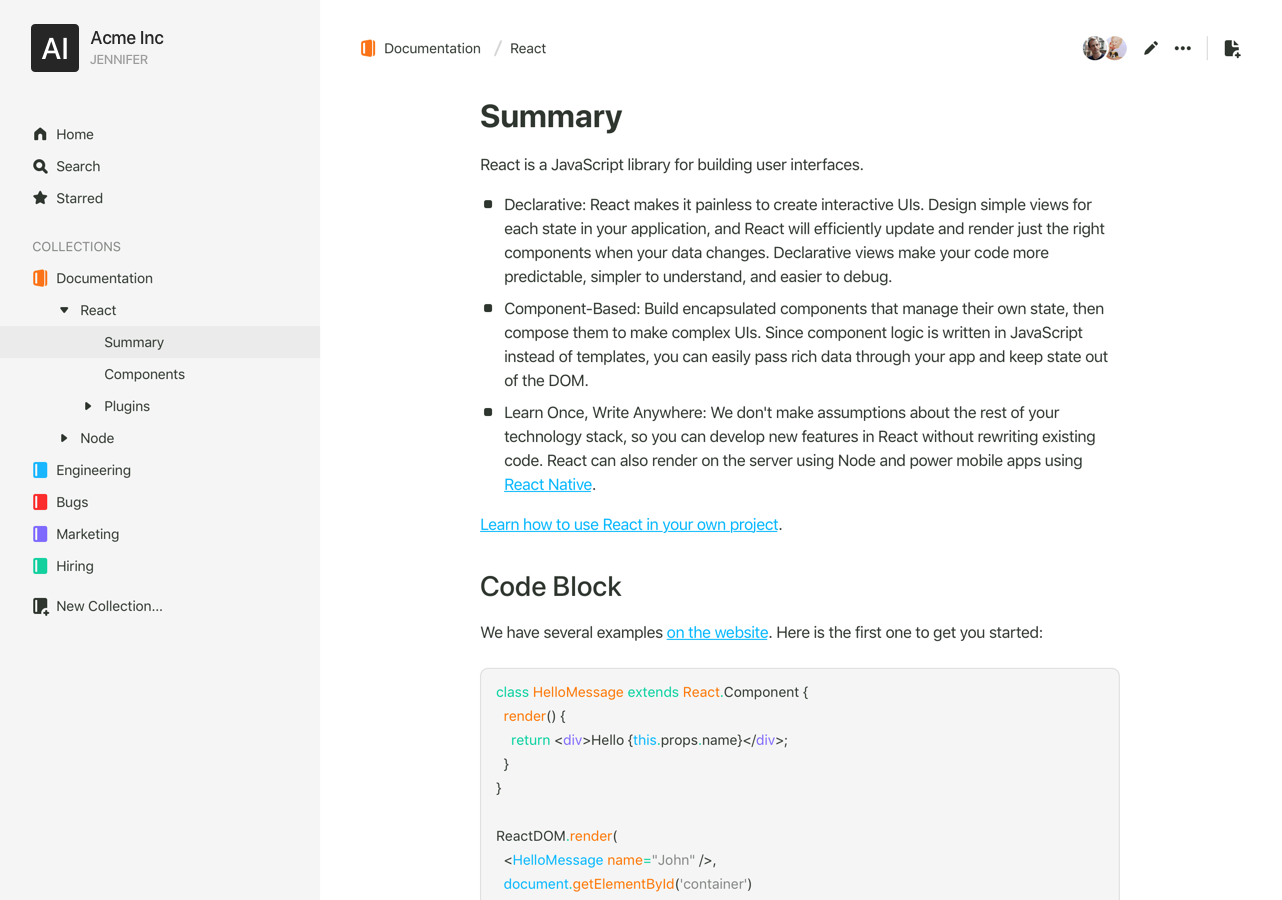 AI
Acme Inc
JENNIFER
Home
Search
Starred
COLLECTIONS
Documentation
React
Summary
Components
Plugins
Node
Engineering
Bugs
Marketing
Hiring
New Collection...
Documentation / React
Summary
React is a JavaScript library for building user interfaces.
Declarative: React makes it painless to create interactive UIs. Design simple views for
each state in your application, and React will efficiently update and render just the right
components when your data changes. Declarative views make your code more
predictable, simpler to understand, and easier to debug.
Component-Based: Build encapsulated components that manage their own state, then
compose them to make complex UIs. Since component logic is written in JavaScript
instead of templates, you can easily pass rich data through your app and keep state out
of the DOM.
Learn Once, Write Anywhere: We don't make assumptions about the rest of your
technology stack, so you can develop new features in React without rewriting existing
code. React can also render on the server using Node and power mobile apps using
React Native.
Learn how to use React in your own project.
Code Block
We have several examples on the website. Here is the first one to get you started:
class HelloMessage extends React.Component {
render() {
return <div>Hello {this.props.name}</div>;
}
}
ReactDOM.render(
<HelloMessage name="John" />,
document.getElementById('container')